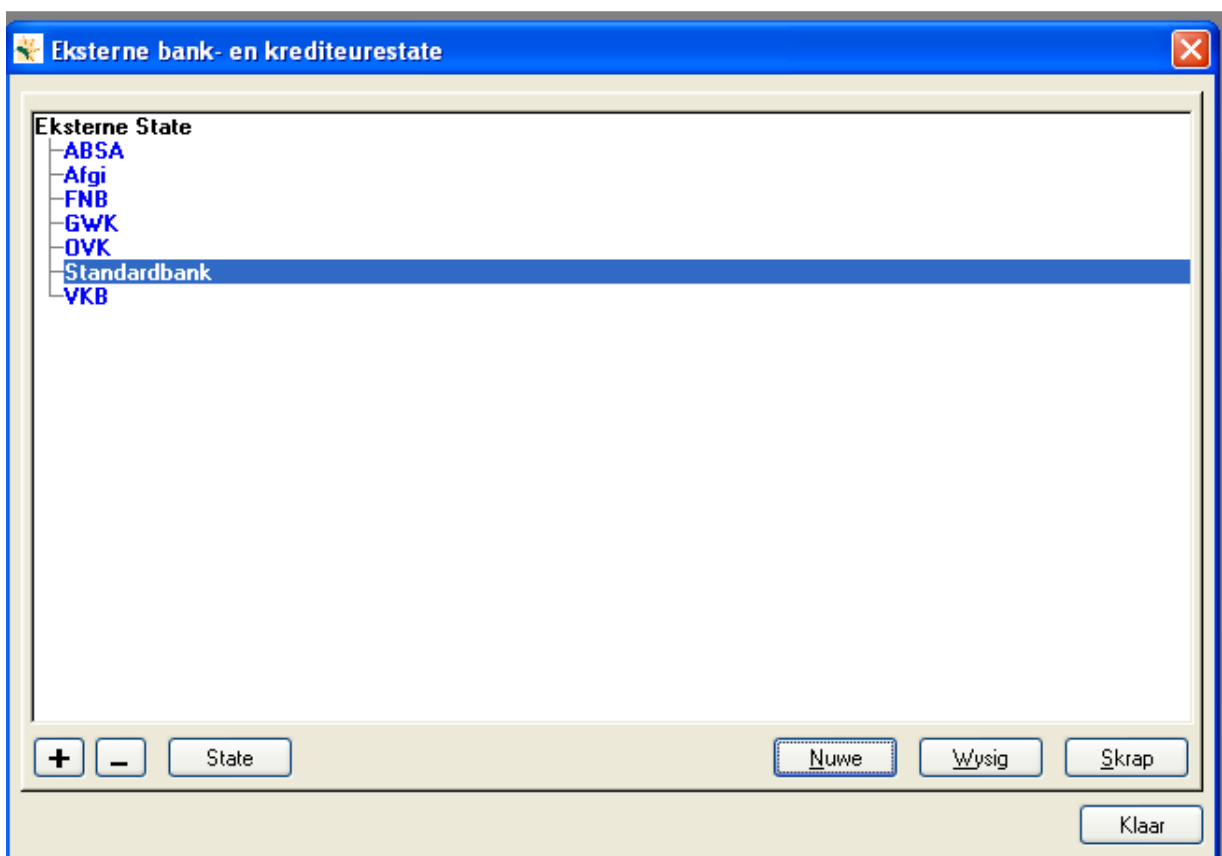 Eksterne bank- en krediteurestate
Eksterne State
ABSA
Afgi
FNB
GWK
OVK
Standardbank
VKB
+ - State Nuwe Wysig Skrap
Klaar